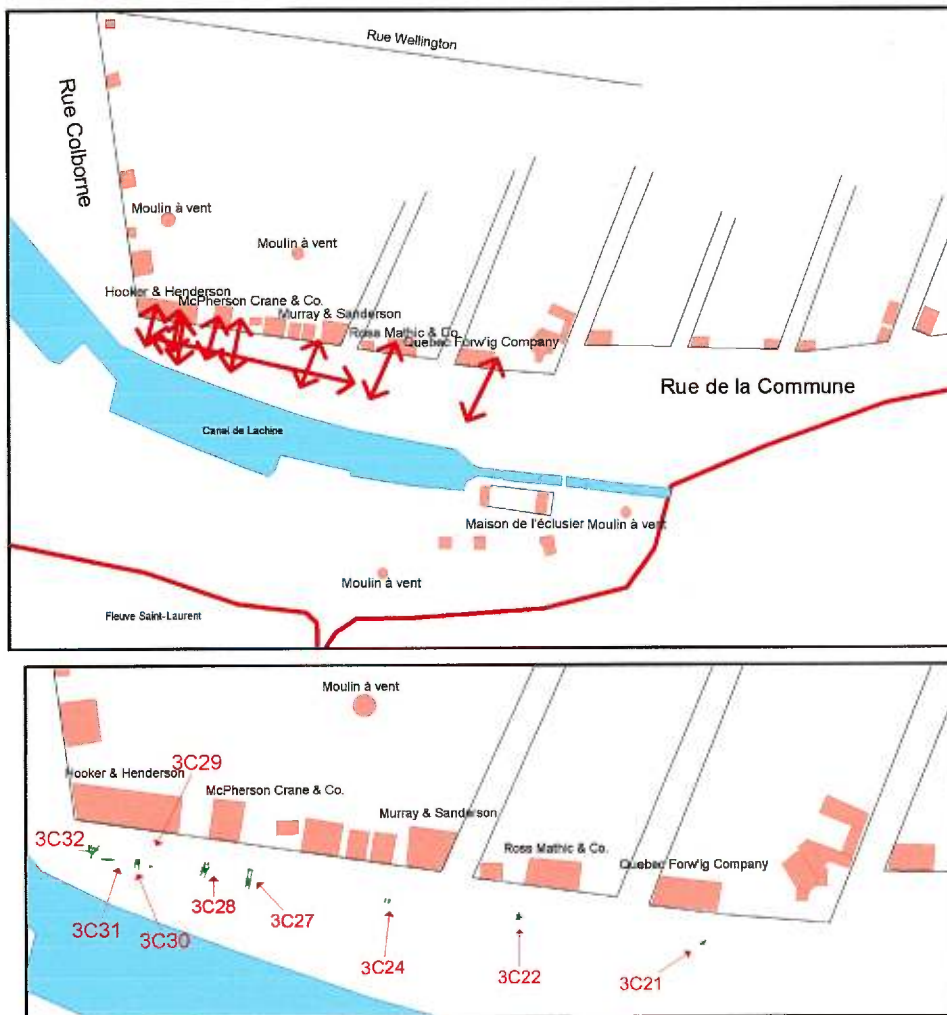 Rue Wellington
Rue Colborne
Moulin à vent
Moulin à vent
Hooker & Henderson
McPherson Crane & Co.
Murray & Sanderson
Ross Mathic & Co.
Quebec Forw'ig Company
Rue de la Commune
Canal de Lachine
Maison de l'éclusier
Moulin à vent
Moulin à vent
Fleuve Saint-Laurent
Moulin à vent
3C29
Hooker & Henderson
McPherson Crane & Co.
Murray & Sanderson
Ross Mathic & Co.
Quebec Forw'ig Company
3C32
3C31
3C30
3C28
3C27
3C24
3C22
3C21